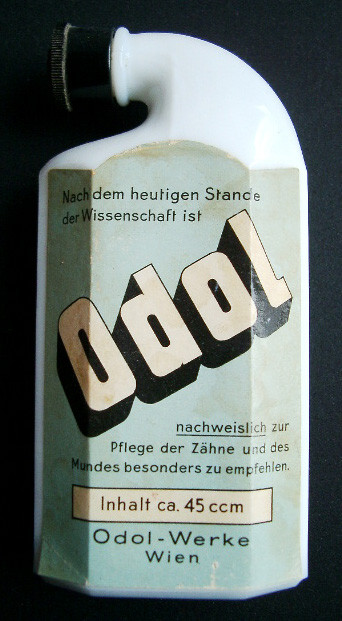 Nach dem heutigen Stande
der Wissenschaft ist
Odol
nachweislich zur
Pflege der Zähne und des
Mundes besonders zu empfehlen.
Inhalt ca. 45 ccm
Odol-Werke
Wien